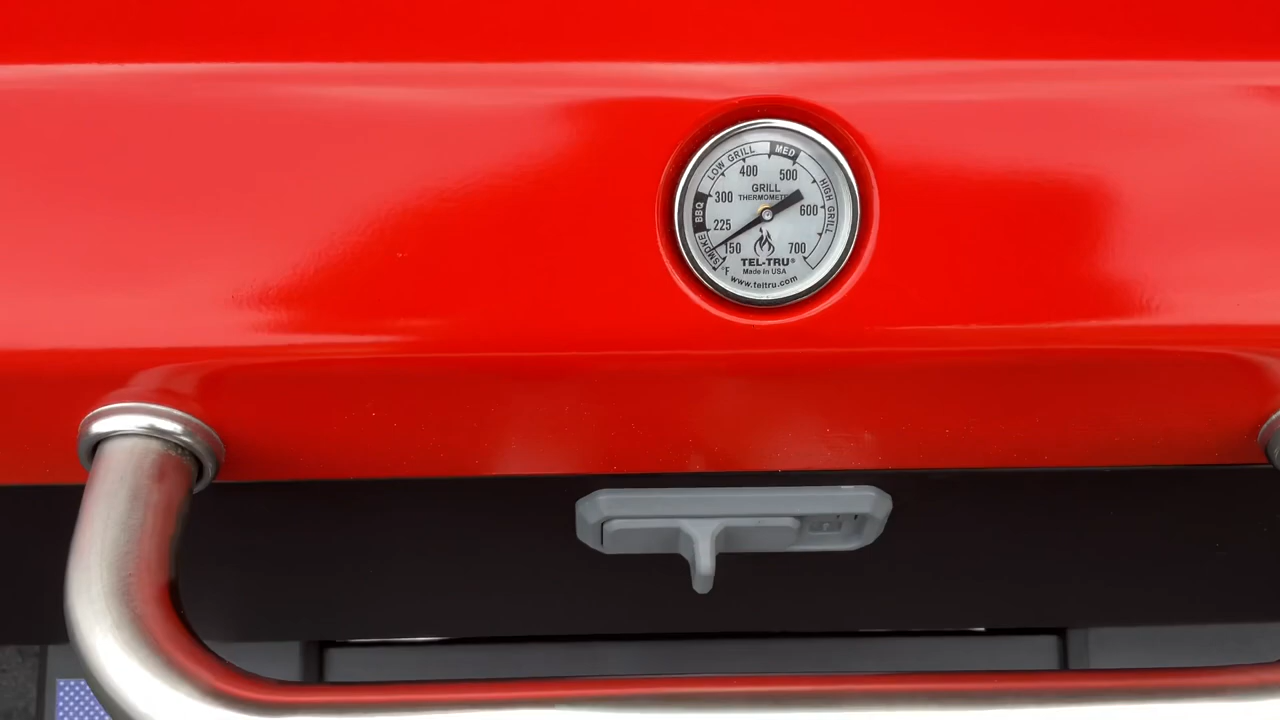 LOW GRILL
MED
HIGH GRILL
BBQ
SMOKE
400
500
300
600
225
150
700
GRILL
THERMOMETER
°F
TEL-TRU®
Made in USA
www.teltru.com